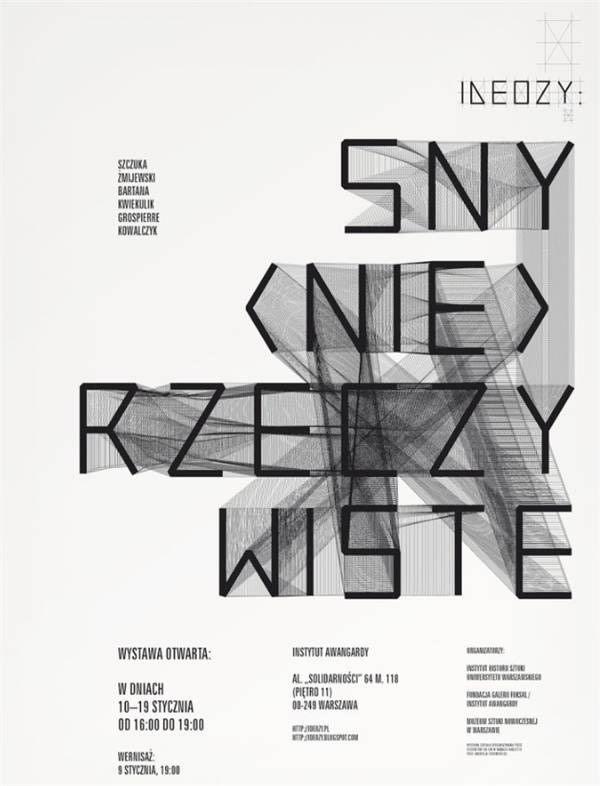 IDEOZY:
SNY
<NIE>
RZECZY
WISTE
SZCZUKA
ŻMIJEWSKI
BARTANA
KWIEKULIK
GROSPIERRE
KOWALCZYK
WYSTAWA OTWARTA:
W DNIACH
10–19 STYCZNIA
OD 16:00 DO 19:00
WERNISAŻ:
9 STYCZNIA, 19:00
INSTYTUT AWANGARDY
AL. „SOLIDARNOŚCI” 64 M. 118
(PIĘTRO 11)
00-249 WARSZAWA
HTTP://IDEAZY.PL
HTTP://IDEAZY.BLOGSPOT.COM
ORGANIZATORZY:
INSTYTUT HISTORII SZTUKI
UNIWERSYTETU WARSZAWSKIEGO
FUNDACJA GALERII FOKSAL /
INSTYTUT AWANGARDY
MUZEUM SZTUKI NOWOCZESNEJ
W WARSZAWIE